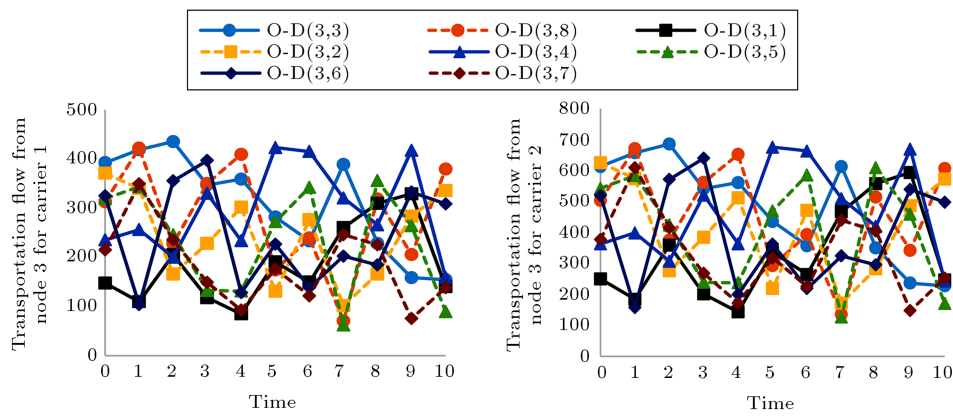 O-D(3,3) O-D(3,8) O-D(3,1)
O-D(3,2) O-D(3,4) O-D(3,5)
O-D(3,6) O-D(3,7)
Transportation flow from
node 3 for carrier 1
500
400
300
200
100
0
0 1 2 3 4 5 6 7 8 9 10
Time
Transportation flow from
node 3 for carrier 2
800
700
600
500
400
300
200
100
0
0 1 2 3 4 5 6 7 8 9 10
Time